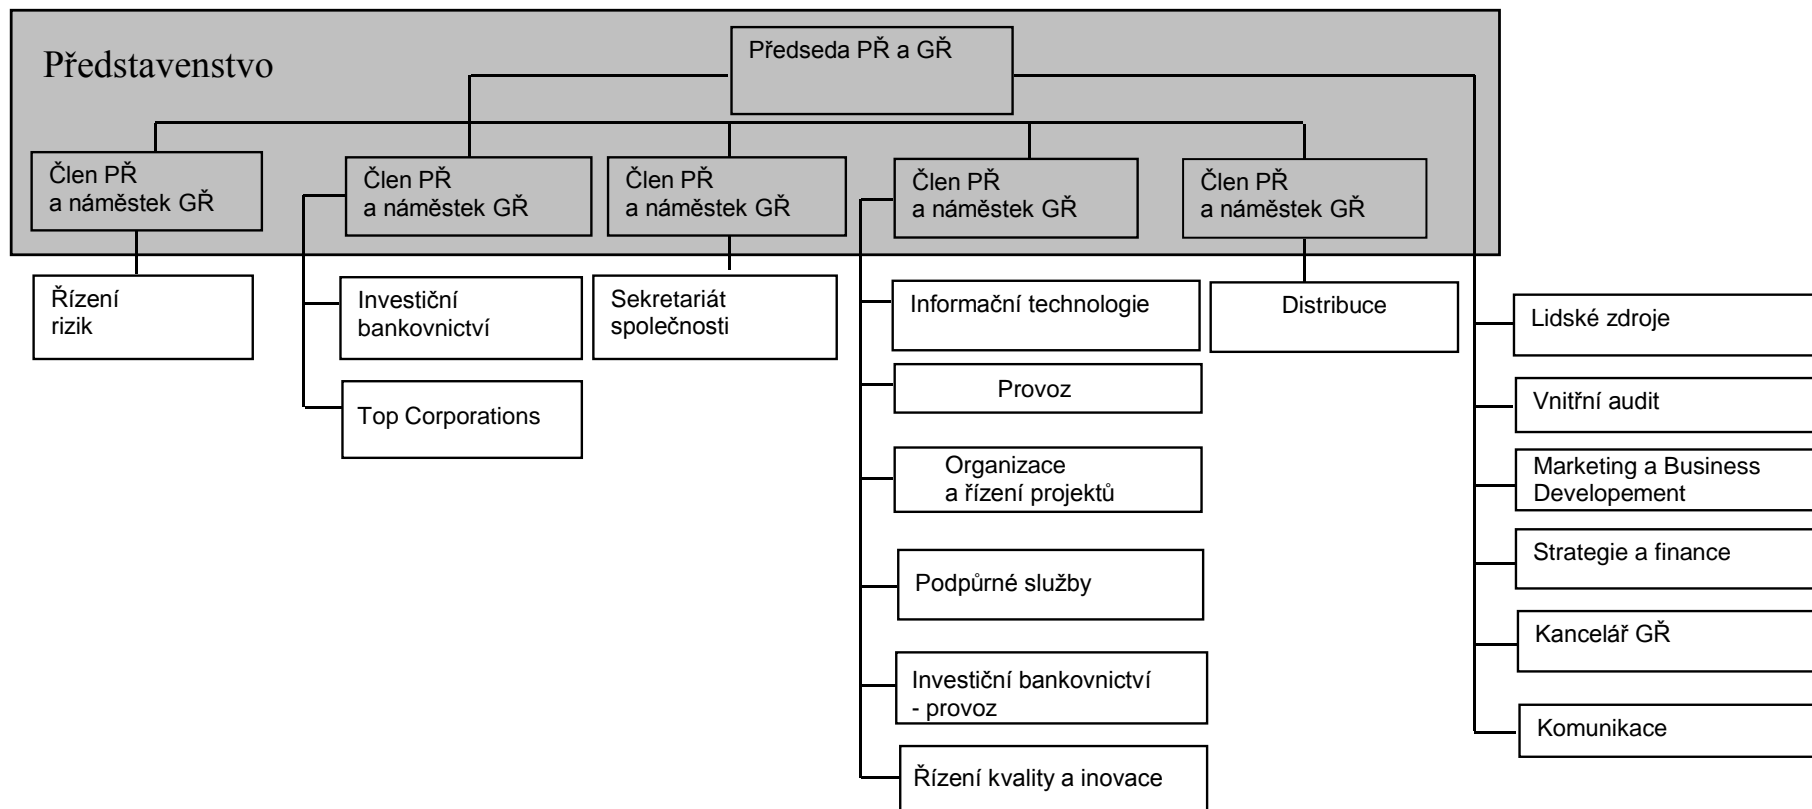 Představenstvo
Předseda PŘ a GŘ
Člen PŘ
a náměstek GŘ
Člen PŘ
a náměstek GŘ
Člen PŘ
a náměstek GŘ
Člen PŘ
a náměstek GŘ
Člen PŘ
a náměstek GŘ
Řízení
rizik
Investiční
bankovnictví
Top Corporations
Sekretariát
společnosti
Informační technologie
Provoz
Organizace
a řízení projektů
Podpůrné služby
Investiční bankovnictví
- provoz
Řízení kvality a inovace
Distribuce
Lidské zdroje
Vnitřní audit
Marketing a Business
Developement
Strategie a finance
Kancelář GŘ
Komunikace